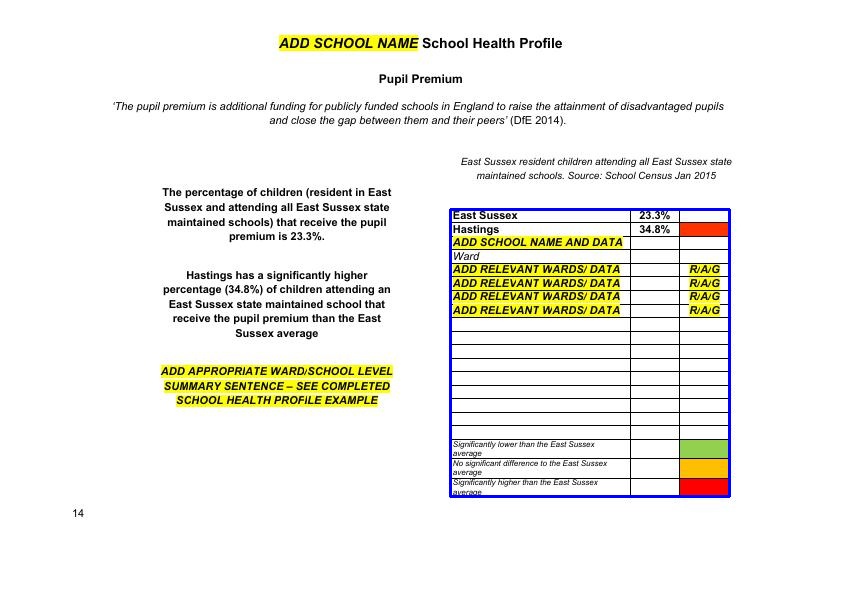 ADD SCHOOL NAME School Health Profile
Pupil Premium
‘The pupil premium is additional funding for publicly funded schools in England to raise the attainment of disadvantaged pupils
and close the gap between them and their peers’ (DfE 2014).
The percentage of children (resident in East
Sussex and attending all East Sussex state
maintained schools) that receive the pupil
premium is 23.3%.
Hastings has a significantly higher
percentage (34.8%) of children attending an
East Sussex state maintained school that
receive the pupil premium than the East
Sussex average
ADD APPROPRIATE WARD/SCHOOL LEVEL
SUMMARY SENTENCE – SEE COMPLETED
SCHOOL HEALTH PROFILE EXAMPLE
East Sussex resident children attending all East Sussex state
maintained schools. Source: School Census Jan 2015
East Sussex 23.3%
Hastings 34.8%
ADD SCHOOL NAME AND DATA
Ward
ADD RELEVANT WARDS/ DATA R/A/G
ADD RELEVANT WARDS/ DATA R/A/G
ADD RELEVANT WARDS/ DATA R/A/G
ADD RELEVANT WARDS/ DATA R/A/G
Significantly lower than the East Sussex
average
No significant difference to the East Sussex
average
Significantly higher than the East Sussex
average
14